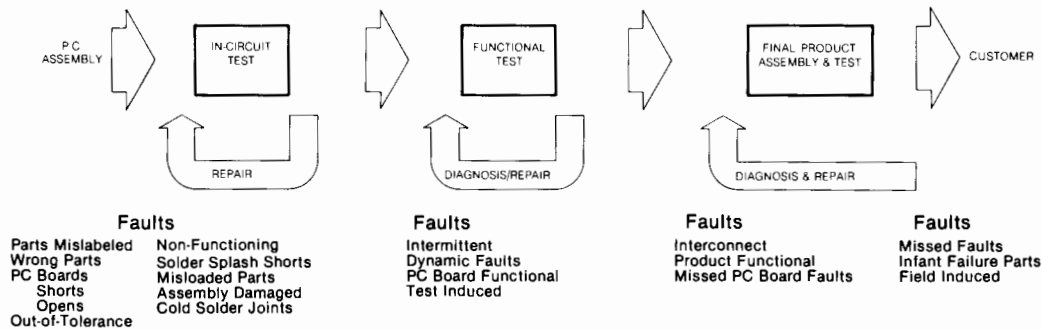 PC
ASSEMBLY
IN-CIRCUIT
TEST
FUNCTIONAL
TEST
FINAL PRODUCT
ASSEMBLY & TEST
CUSTOMER
REPAIR
DIAGNOSIS/REPAIR
DIAGNOSIS & REPAIR
Faults
Parts Mislabeled
Wrong Parts
PC Boards
Shorts
Opens
Out-of-Tolerance
Non-Functioning
Solder Splash Shorts
Misloaded Parts
Assembly Damaged
Cold Solder Joints
Faults
Intermittent
Dynamic Faults
PC Board Functional
Test Induced
Faults
Interconnect
Product Functional
Missed PC Board Faults
Faults
Missed Faults
Infant Failure Parts
Field Induced